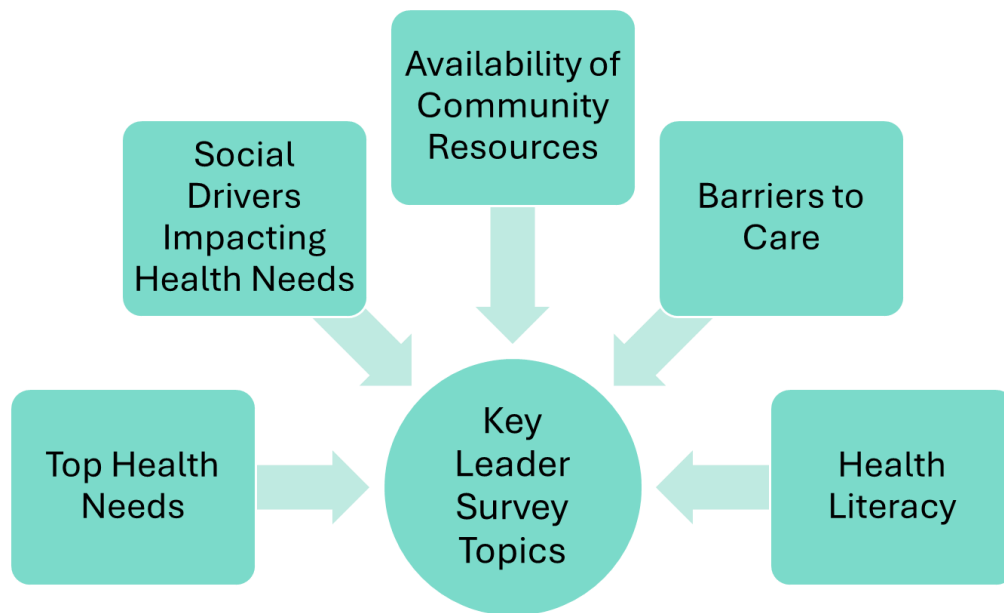 Availability of
Community
Resources
Social
Drivers
Impacting
Health Needs
Barriers to
Care
Top Health
Needs
Key
Leader
Survey
Topics
Health
Literacy